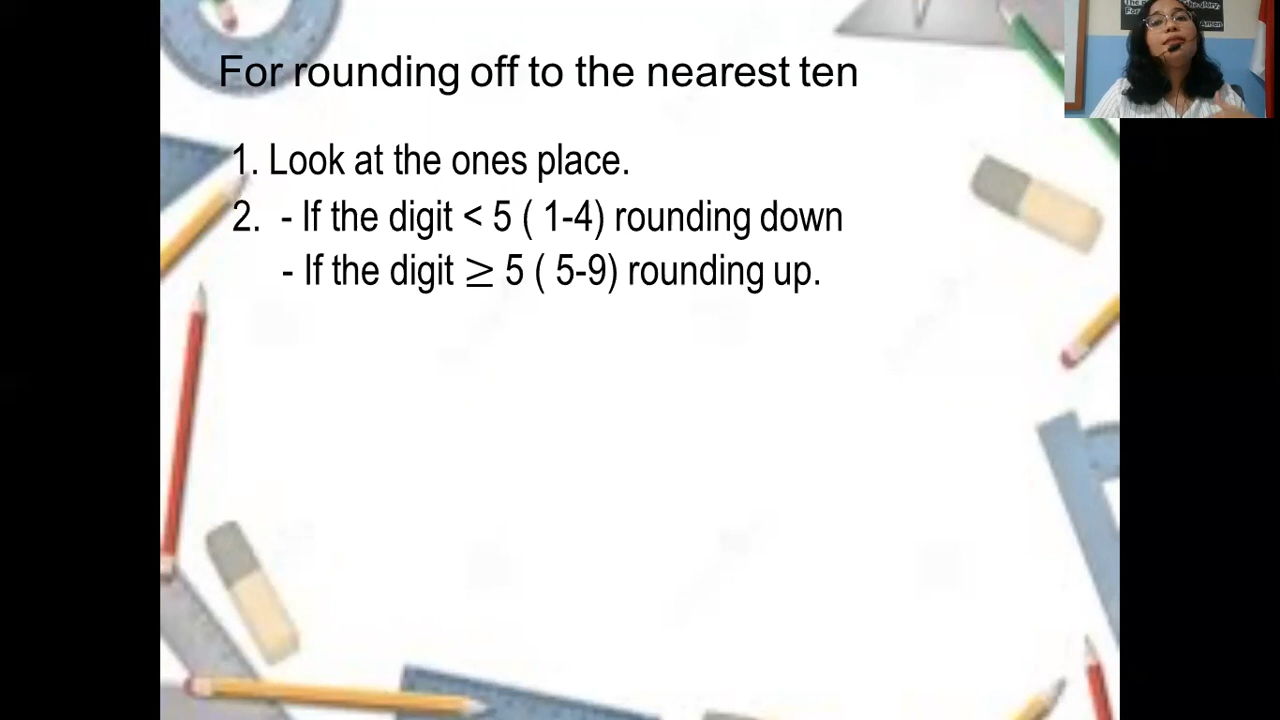 For rounding off to the nearest ten
1. Look at the ones place.
2. - If the digit < 5 ( 1-4) rounding down
- If the digit ≥ 5 ( 5-9) rounding up.